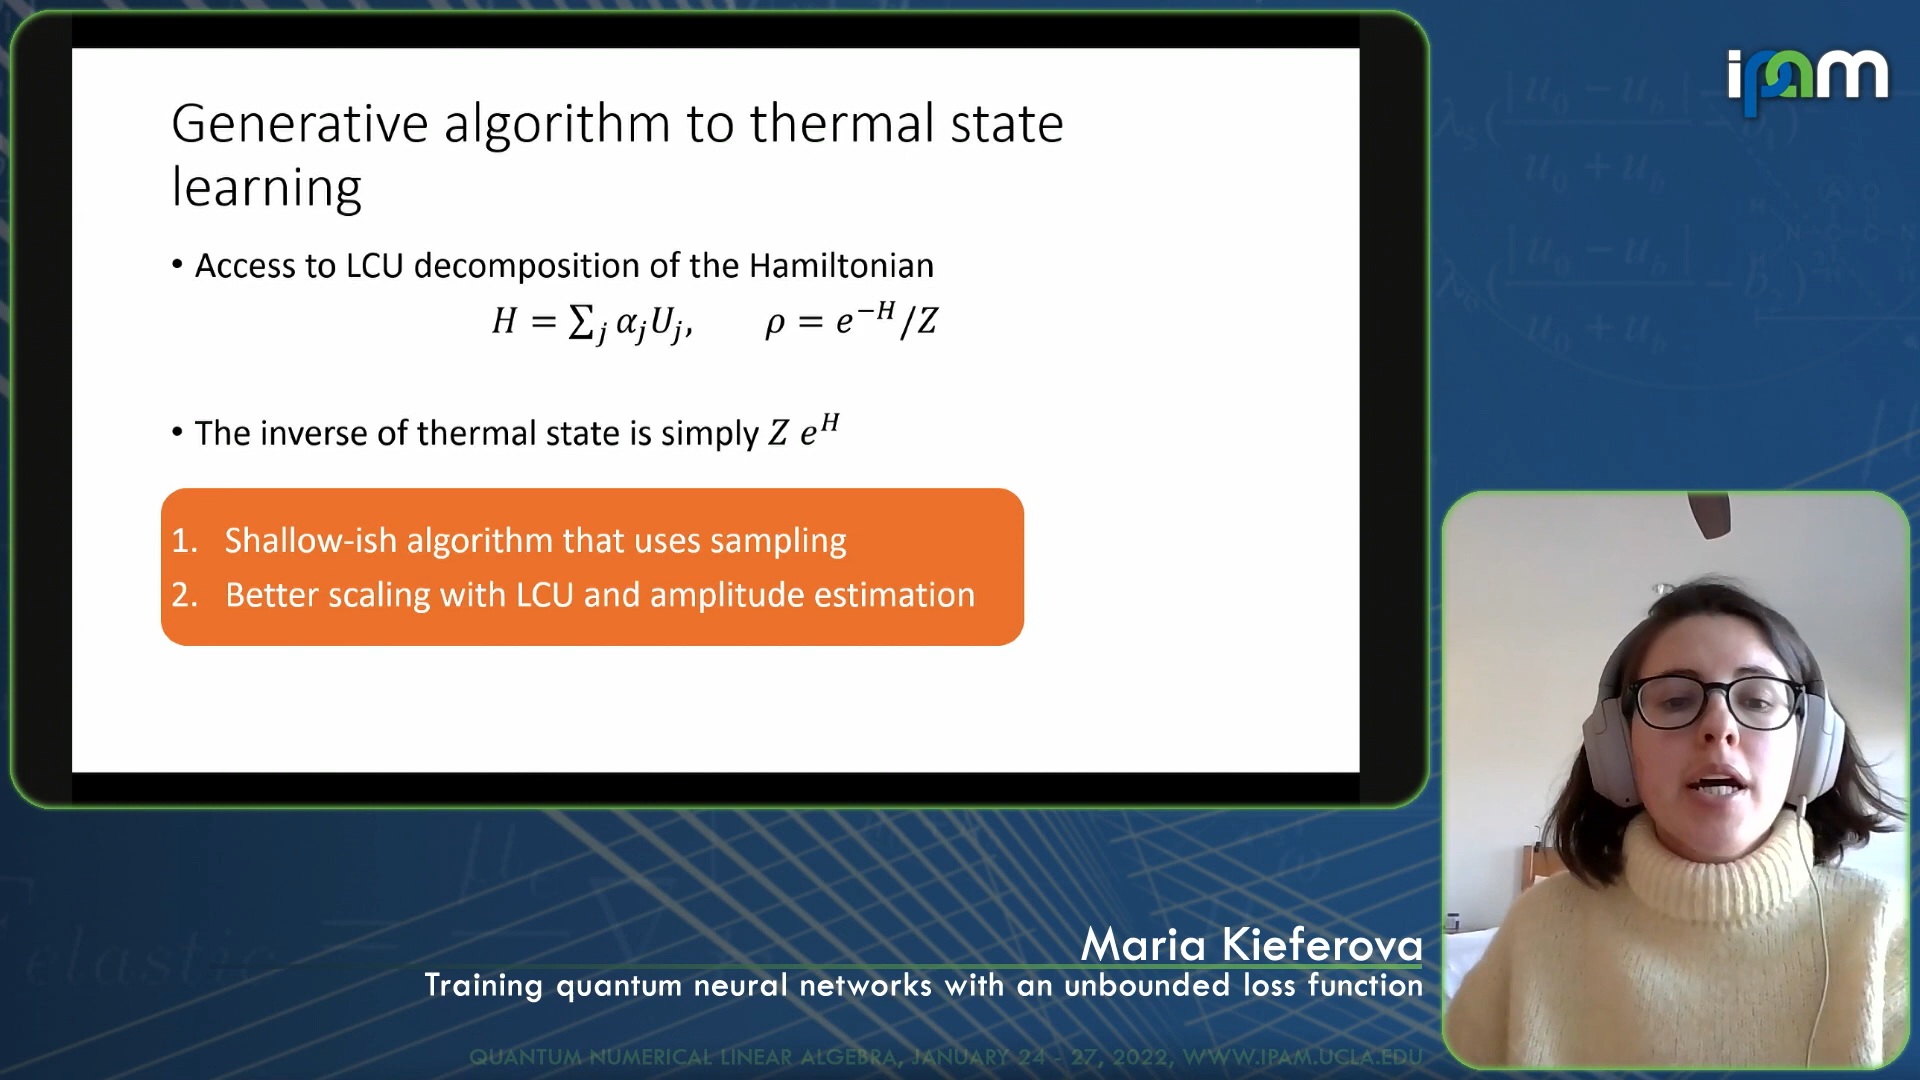 Generative algorithm to thermal state
learning
• Access to LCU decomposition of the Hamiltonian
H = ∑_j α_j U_j, ρ = e^{−H}/Z
• The inverse of thermal state is simply Z e^H
1. Shallow-ish algorithm that uses sampling
2. Better scaling with LCU and amplitude estimation
ipam
Maria Kieferova
Training quantum neural networks with an unbounded loss function
QUANTUM NUMERICAL LINEAR ALGEBRA, JANUARY 24 - 27, 2022, WWW.IPAM.UCLA.EDU